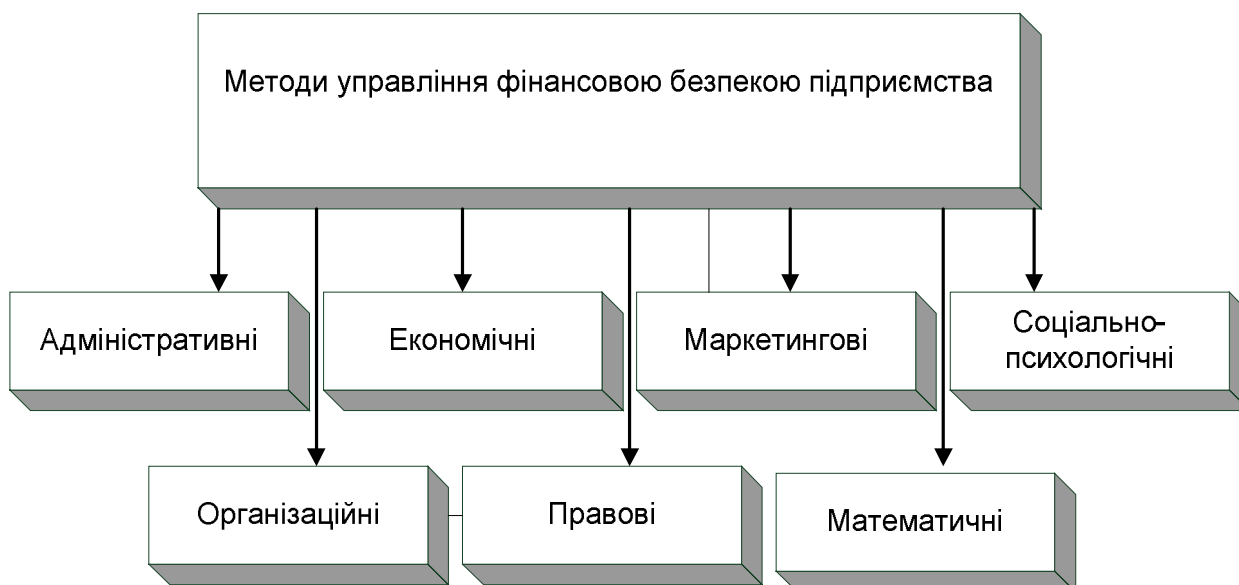 Методи управління фінансовою безпекою підприємства
Адміністративні
Економічні
Маркетингові
Соціально-
психологічні
Організаційні
Правові
Математичні